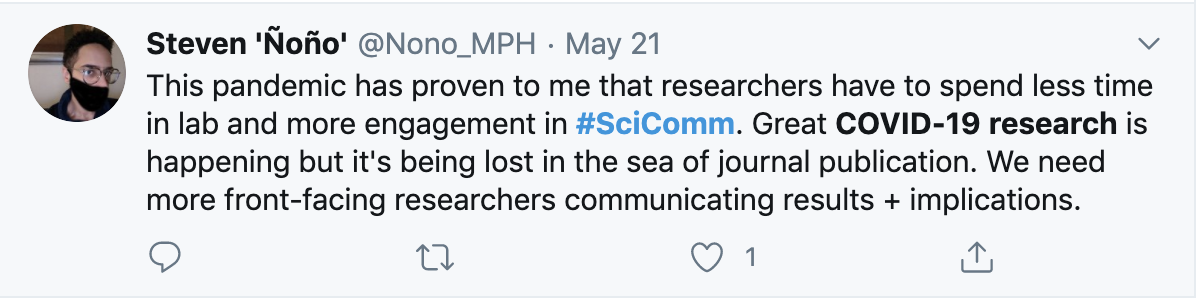 Steven 'Ñoño' @Nono_MPH · May 21
This pandemic has proven to me that researchers have to spend less time
in lab and more engagement in #SciComm. Great COVID-19 research is
happening but it's being lost in the sea of journal publication. We need
more front-facing researchers communicating results + implications.
1